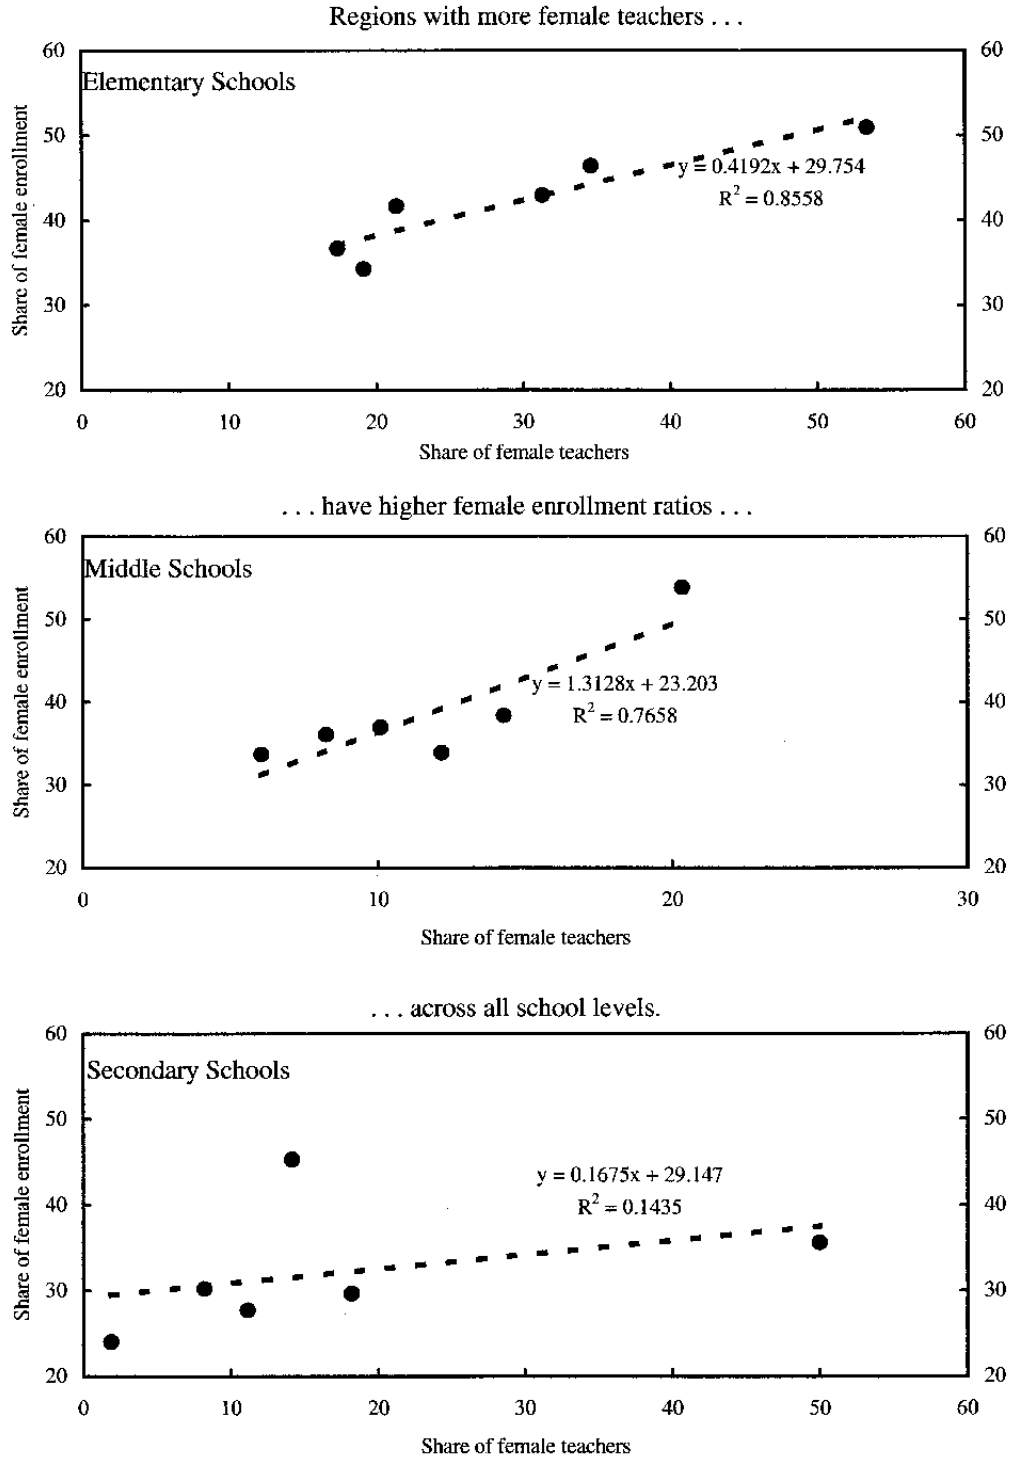 Regions with more female teachers . . .
60 60
Elementary Schools
50 50
y = 0.4192x + 29.754
R² = 0.8558
40 40
30 30
20 20
Share of female enrollment
0 10 20 30 40 50 60
Share of female teachers
. . . have higher female enrollment ratios . . .
60 60
Middle Schools
50 50
y = 1.3128x + 23.203
40 40
R² = 0.7658
30 30
20 20
Share of female enrollment
0 10 20 30
Share of female teachers
. . . across all school levels.
60 60
Secondary Schools
50 50
y = 0.1675x + 29.147
40 40
R² = 0.1435
30 30
20 20
Share of female enrollment
0 10 20 30 40 50 60
Share of female teachers